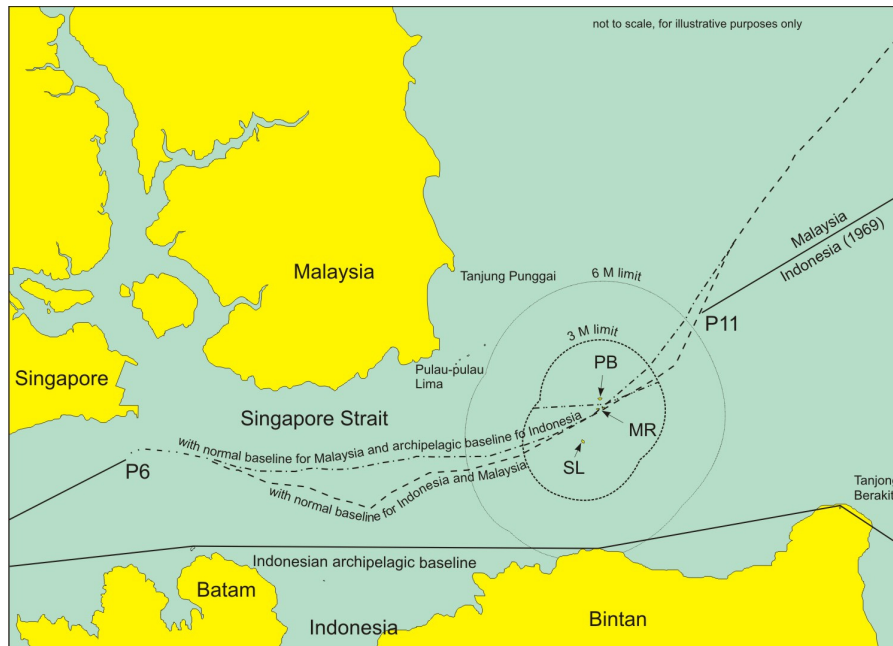 not to scale, for illustrative purposes only
Malaysia
Indonesia (1969)
Malaysia
Tanjung Punggai
6 M limit
P11
3 M limit
PB
Pulau-pulau
Lima
Singapore
Singapore Strait
MR
with normal baseline for Malaysia and archipelagic baseline fo Indonesia
SL
P6
with normal baseline for Indonesia and Malaysia
Tanjong
Berakit
Indonesian archipelagic baseline
Batam
Bintan
Indonesia